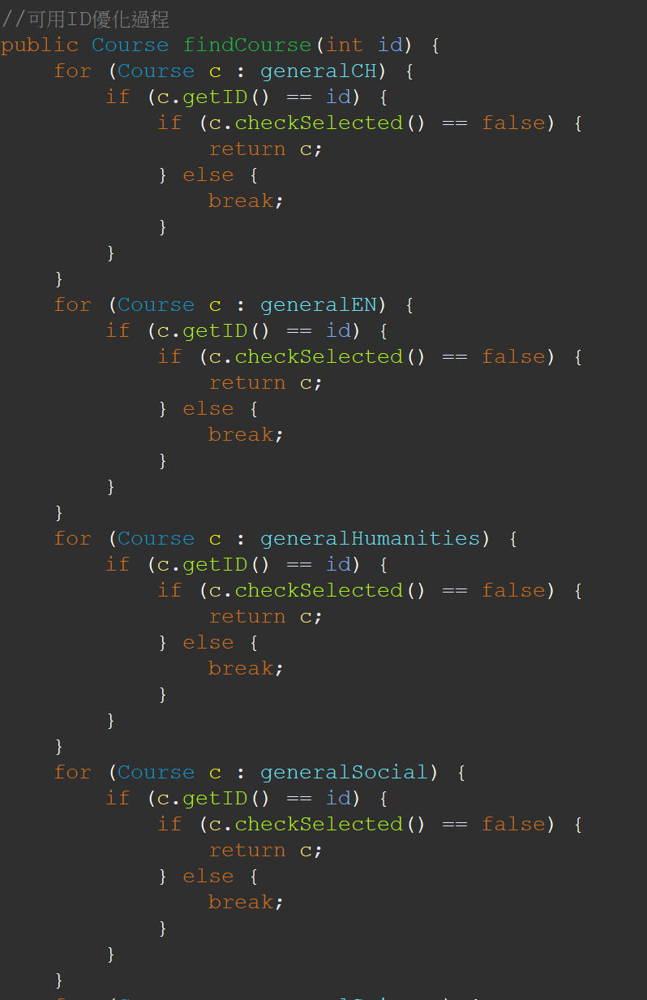 //可用ID優化過程
public Course findCourse(int id) {
    for (Course c : generalCH) {
        if (c.getID() == id) {
            if (c.checkSelected() == false) {
                return c;
            } else {
                break;
            }
        }
    }
    for (Course c : generalEN) {
        if (c.getID() == id) {
            if (c.checkSelected() == false) {
                return c;
            } else {
                break;
            }
        }
    }
    for (Course c : generalHumanities) {
        if (c.getID() == id) {
            if (c.checkSelected() == false) {
                return c;
            } else {
                break;
            }
        }
    }
    for (Course c : generalSocial) {
        if (c.getID() == id) {
            if (c.checkSelected() == false) {
                return c;
            } else {
                break;
            }
        }
    }